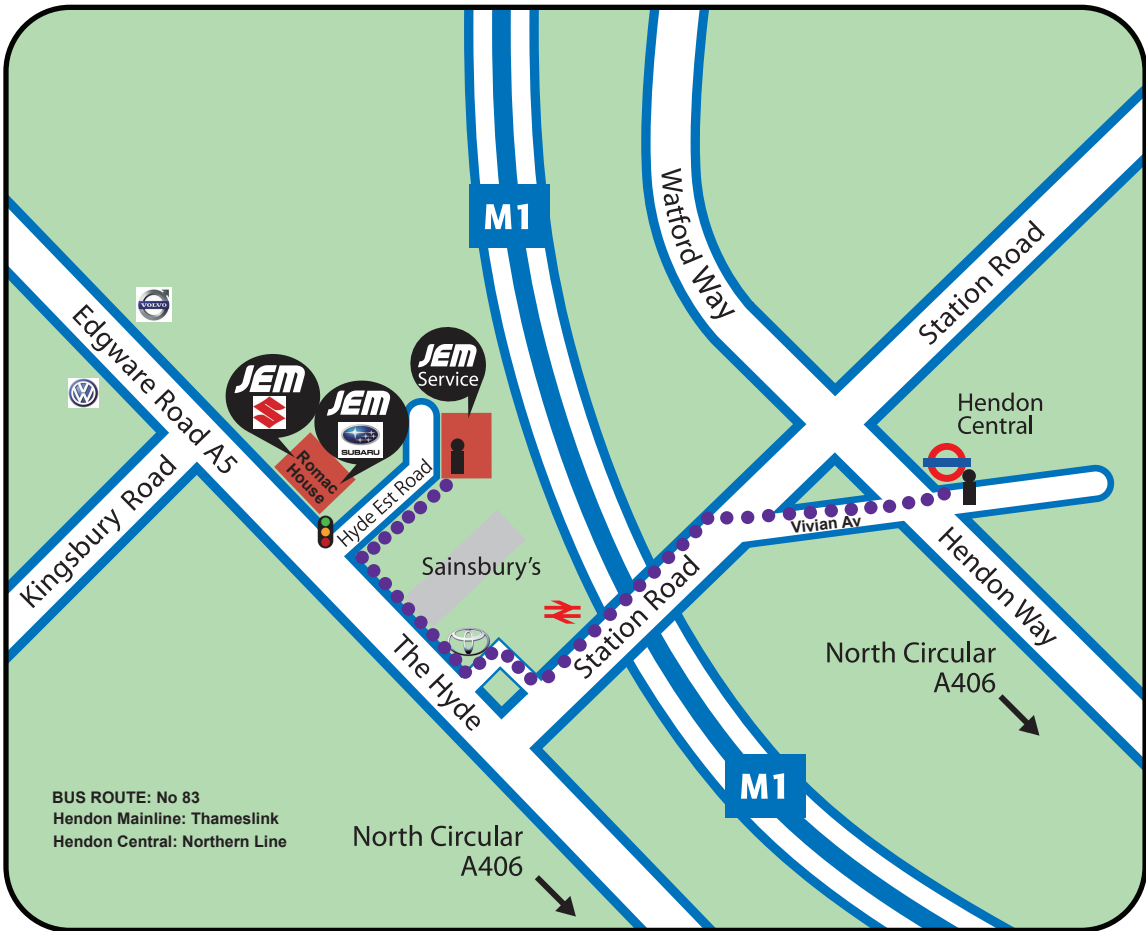 M1
Watford Way
Station Road
Edgware Road A5
VOLVO
JEM
JEM
SUBARU
JEM
Service
Romac
House
Hyde Est Road
Kingsbury Road
Hendon
Central
Vivian Av
Sainsbury's
Station Road
Hendon Way
The Hyde
North Circular
A406
M1
BUS ROUTE: No 83
Hendon Mainline: Thameslink
Hendon Central: Northern Line
North Circular
A406